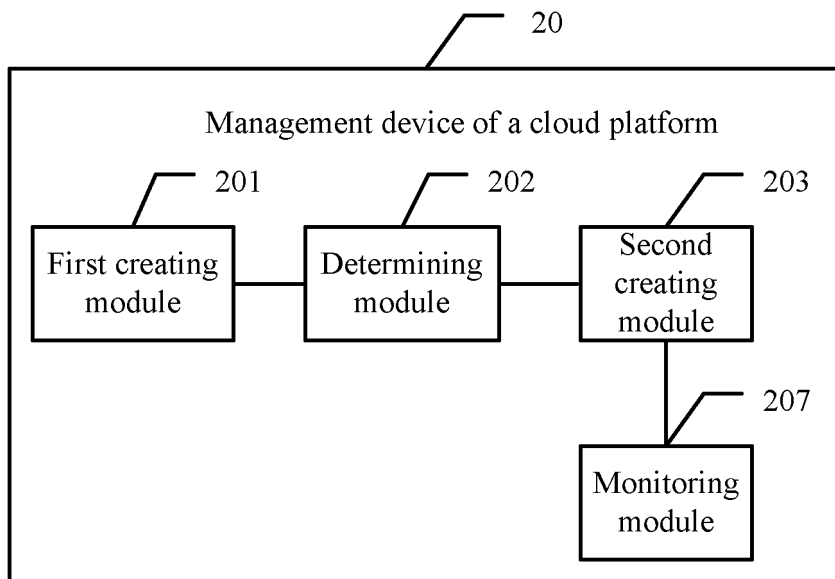 20
Management device of a cloud platform
201
202
203
First creating
module
Determining
module
Second
creating
module
207
Monitoring
module